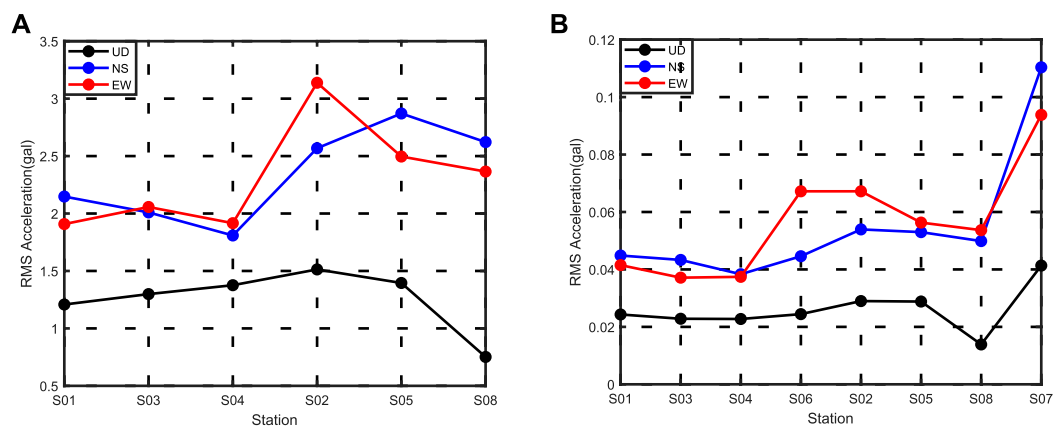 A
3.5
3
2.5
2
1.5
1
0.5
RMS Acceleration(gal)
UD
NS
EW
S01 S03 S04 S02 S05 S08
Station
B
0.12
0.1
0.08
0.06
0.04
0.02
0
RMS Acceleration(gal)
UD
NS
EW
S01 S03 S04 S06 S02 S05 S08 S07
Station